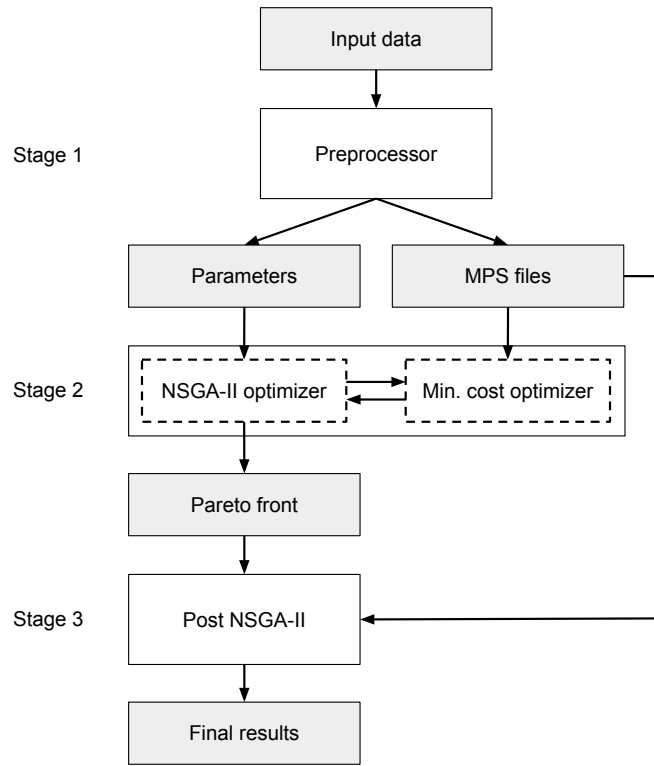 Input data
Stage 1
Preprocessor
Parameters
MPS files
Stage 2
NSGA-II optimizer
Min. cost optimizer
Pareto front
Stage 3
Post NSGA-II
Final results